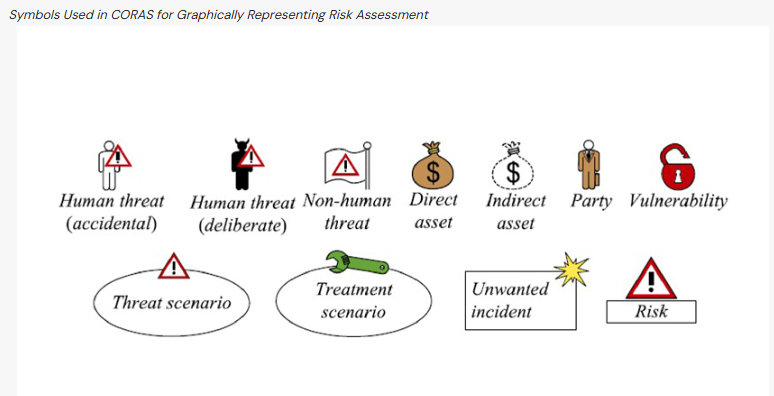 Symbols Used in CORAS for Graphically Representing Risk Assessment
Human threat
(accidental)
Human threat
(deliberate)
Non-human
threat
Direct
asset
Indirect
asset
Party
Vulnerability
Threat scenario
Treatment
scenario
Unwanted
incident
Risk
$
$
!
!
!
!
!